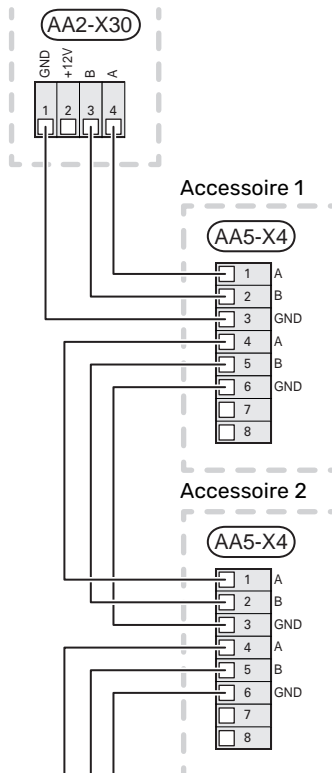 AA2-X30
GND
+12V
B
A
1 2 3 4
Accessoire 1
AA5-X4
1 A
2 B
3 GND
4 A
5 B
6 GND
7
8
Accessoire 2
AA5-X4
1 A
2 B
3 GND
4 A
5 B
6 GND
7
8